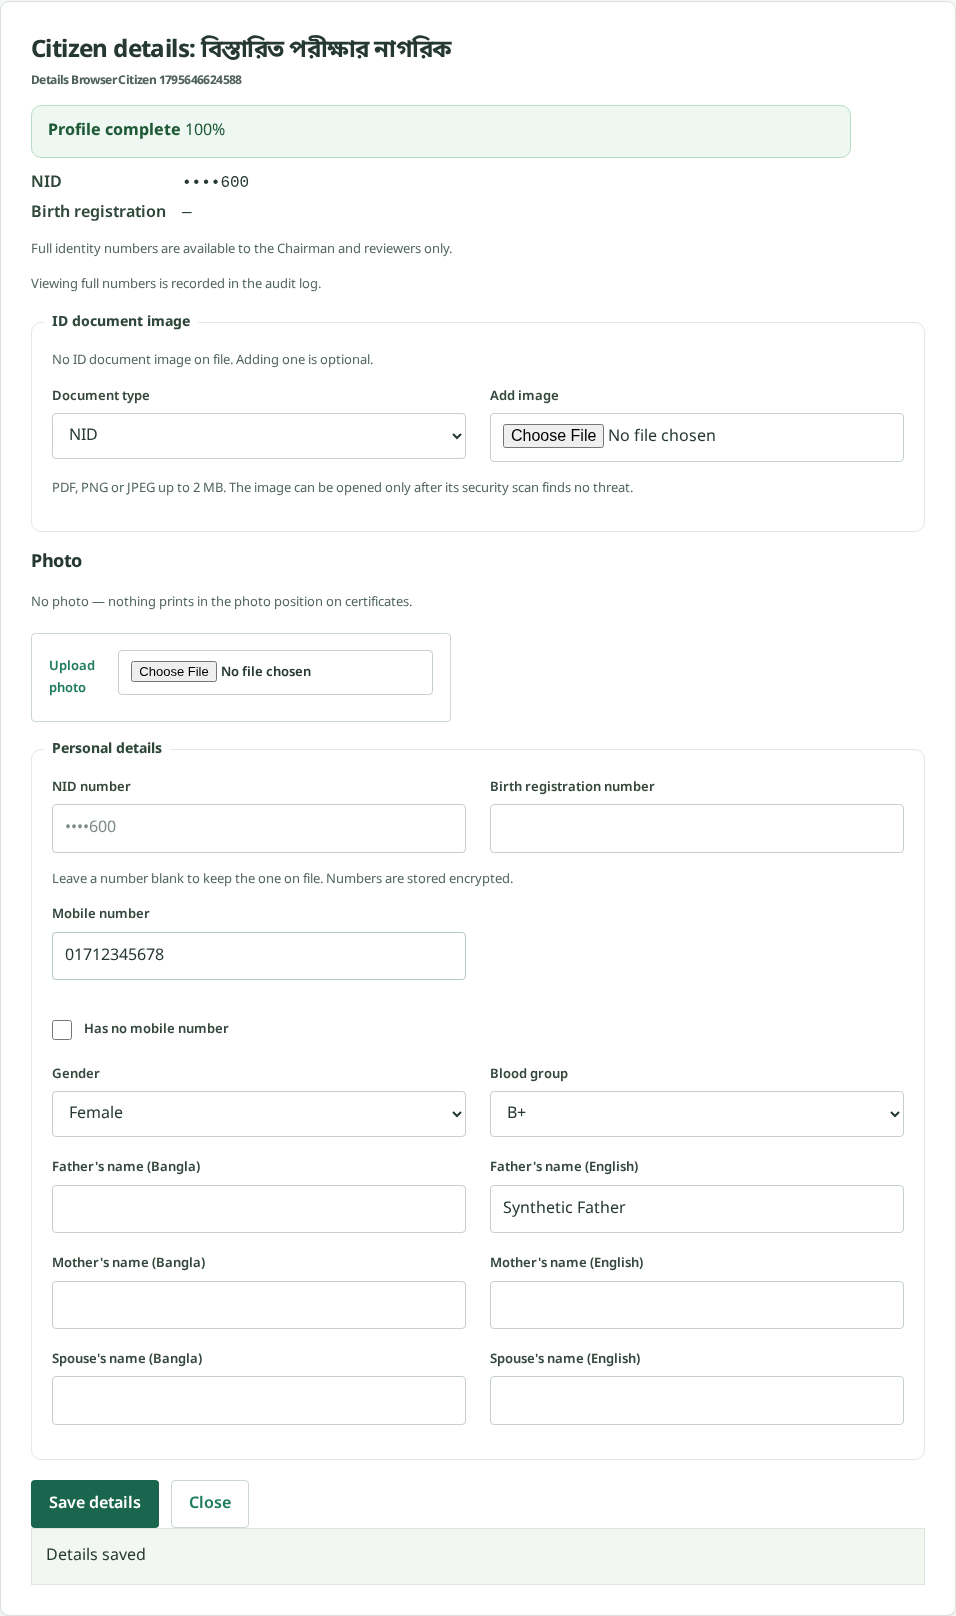 Citizen details: বিস্তারিত পরীক্ষার নাগরিক
Details Browser Citizen 1795646624588
Profile complete 100%
NID ••••600
Birth registration —
Full identity numbers are available to the Chairman and reviewers only.
Viewing full numbers is recorded in the audit log.
ID document image
No ID document image on file. Adding one is optional.
Document type Add image
NID Choose File No file chosen
PDF, PNG or JPEG up to 2 MB. The image can be opened only after its security scan finds no threat.
Photo
No photo — nothing prints in the photo position on certificates.
Upload photo Choose File No file chosen
Personal details
NID number Birth registration number
••••600
Leave a number blank to keep the one on file. Numbers are stored encrypted.
Mobile number
01712345678
Has no mobile number
Gender Blood group
Female B+
Father's name (Bangla) Father's name (English)
Synthetic Father
Mother's name (Bangla) Mother's name (English)
Spouse's name (Bangla) Spouse's name (English)
Save details Close
Details saved